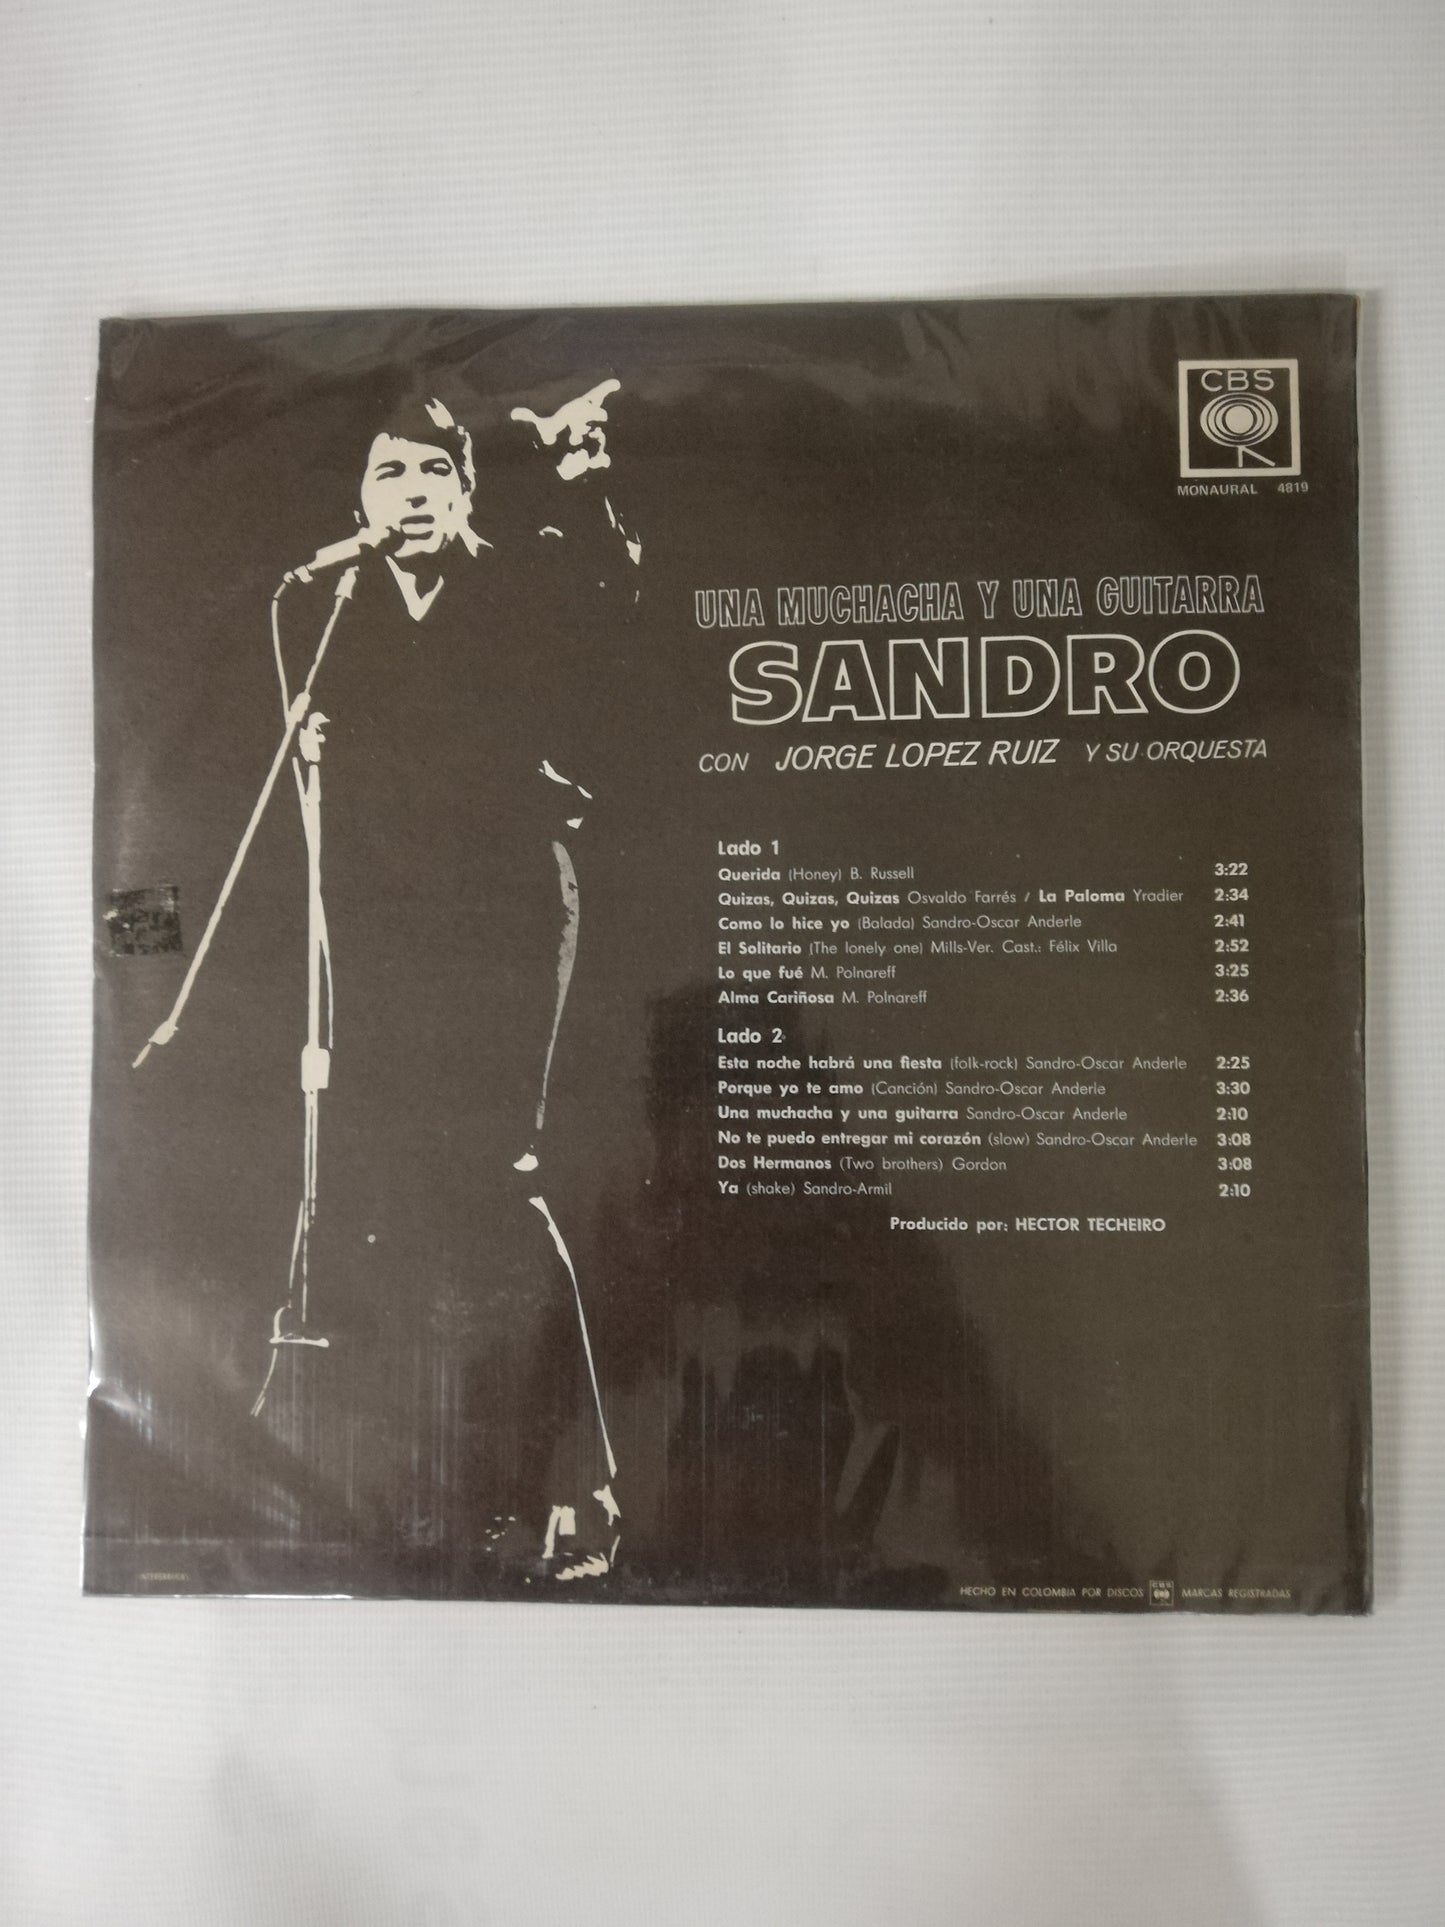 CBS
MONAURAL 4819
UNA MUCHACHA Y UNA GUITARRA
SANDRO
CON JORGE LOPEZ RUIZ Y SU ORQUESTA
Lado 1
Querida (Honey) B. Russell 3:22
Quizas, Quizas, Quizas Osvaldo Farrés / La Paloma Yradier 2:34
Como lo hice yo (Balada) Sandro-Oscar Anderle 2:41
El Solitario (The lonely one) Mills-Ver. Cast.: Félix Villa 2:52
Lo que fué M. Polnareff 3:25
Alma Cariñosa M. Polnareff 2:36
Lado 2
Esta noche habrá una fiesta (folk-rock) Sandro-Oscar Anderle 2:25
Porque yo te amo (Canción) Sandro-Oscar Anderle 3:30
Una muchacha y una guitarra Sandro-Oscar Anderle 2:10
No te puedo entregar mi corazón (slow) Sandro-Oscar Anderle 3:08
Dos Hermanos (Two brothers) Gordon 3:08
Ya (shake) Sandro-Armil 2:10
Producido por: HECTOR TECHEIRO
HECHO EN COLOMBIA POR DISCOS CBS MARCAS REGISTRADAS